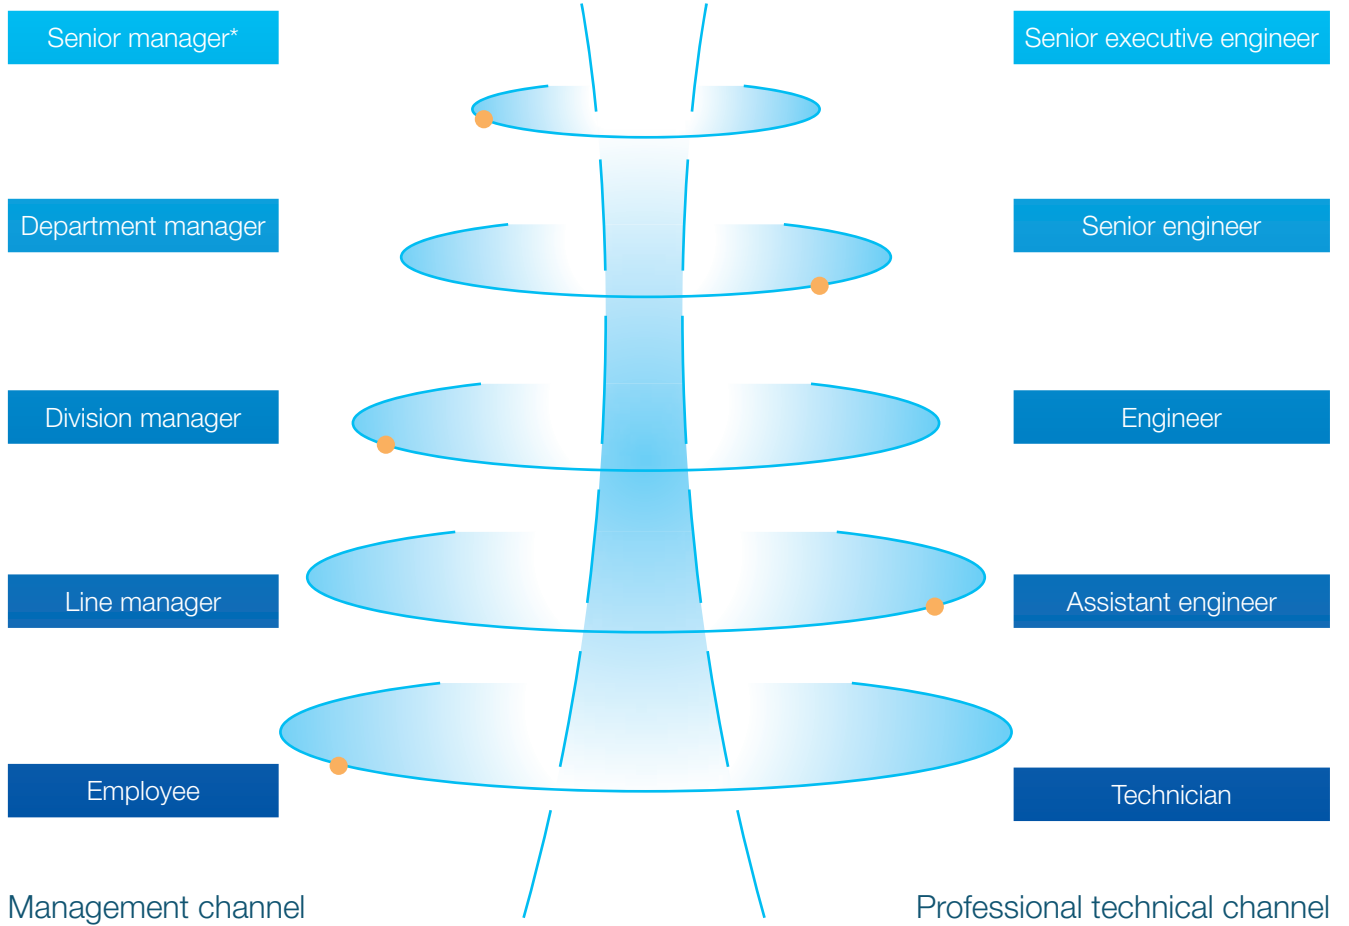 Senior manager*
Senior executive engineer
Department manager
Senior engineer
Division manager
Engineer
Line manager
Assistant engineer
Employee
Technician
Management channel
Professional technical channel